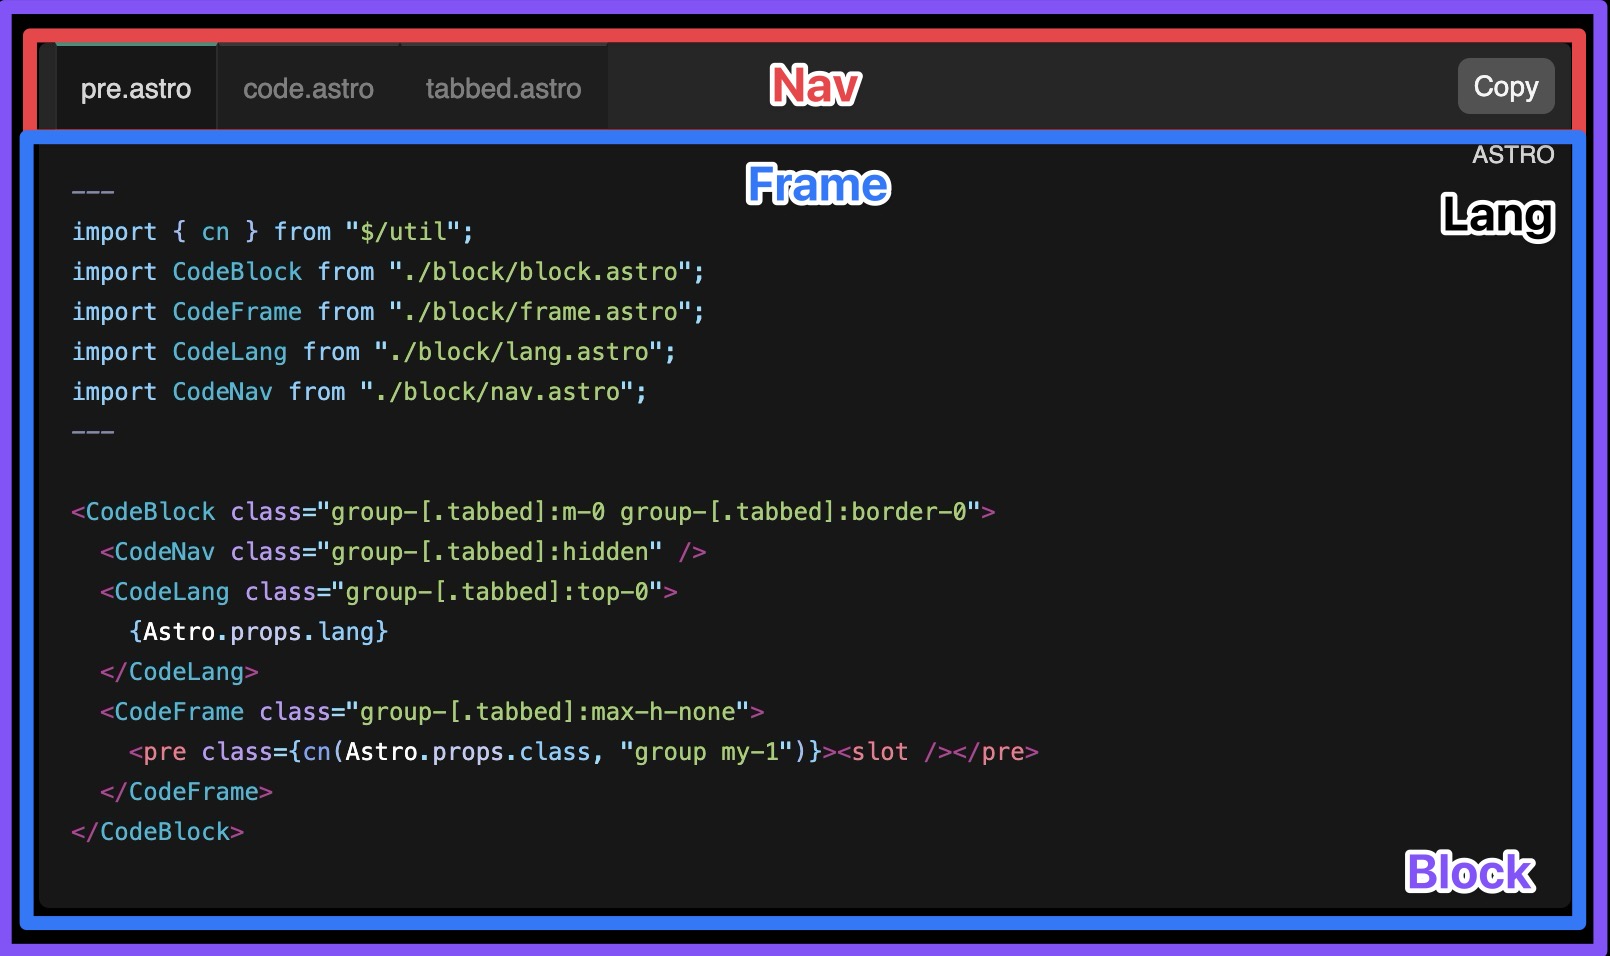 pre.astro code.astro tabbed.astro Nav Copy
ASTRO
Frame
Lang
---
import { cn } from "$/util";
import CodeBlock from "./block/block.astro";
import CodeFrame from "./block/frame.astro";
import CodeLang from "./block/lang.astro";
import CodeNav from "./block/nav.astro";
---
<CodeBlock class="group-[.tabbed]:m-0 group-[.tabbed]:border-0">
  <CodeNav class="group-[.tabbed]:hidden" />
  <CodeLang class="group-[.tabbed]:top-0">
    {Astro.props.lang}
  </CodeLang>
  <CodeFrame class="group-[.tabbed]:max-h-none">
    <pre class={cn(Astro.props.class, "group my-1")}><slot /></pre>
  </CodeFrame>
</CodeBlock>
Block